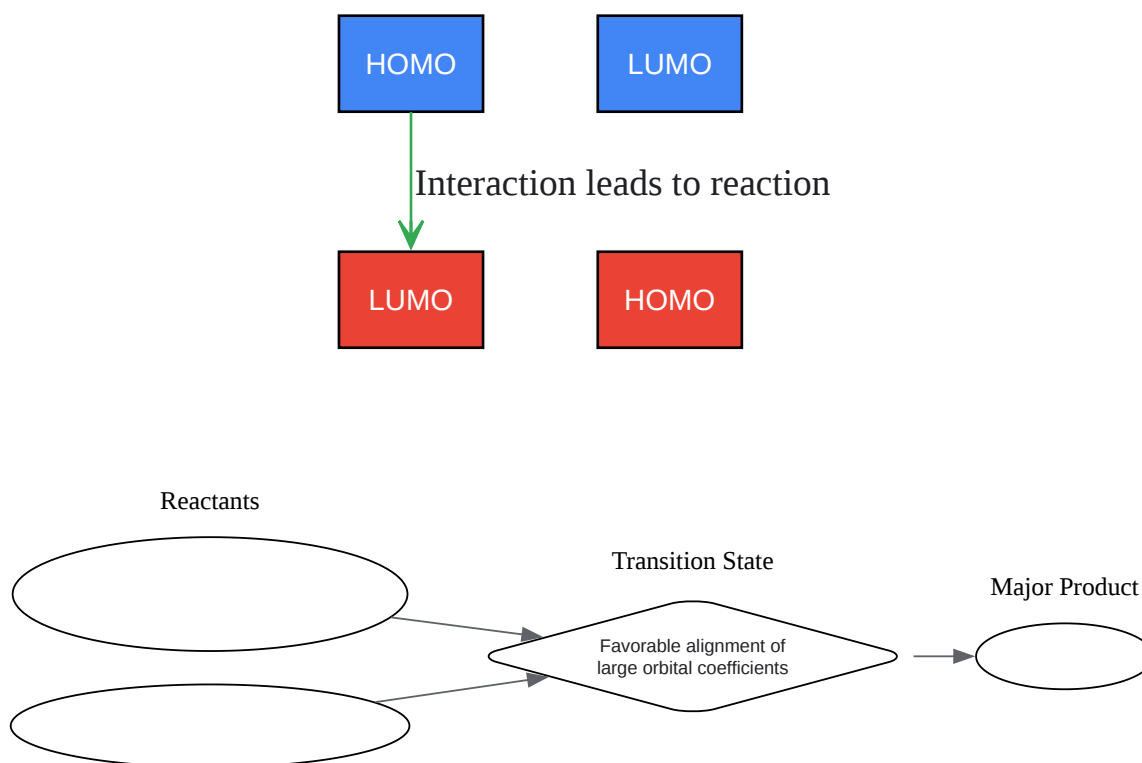 HOMO
LUMO
Interaction leads to reaction
LUMO
HOMO
Reactants
Transition State
Major Product
Favorable alignment of
large orbital coefficients